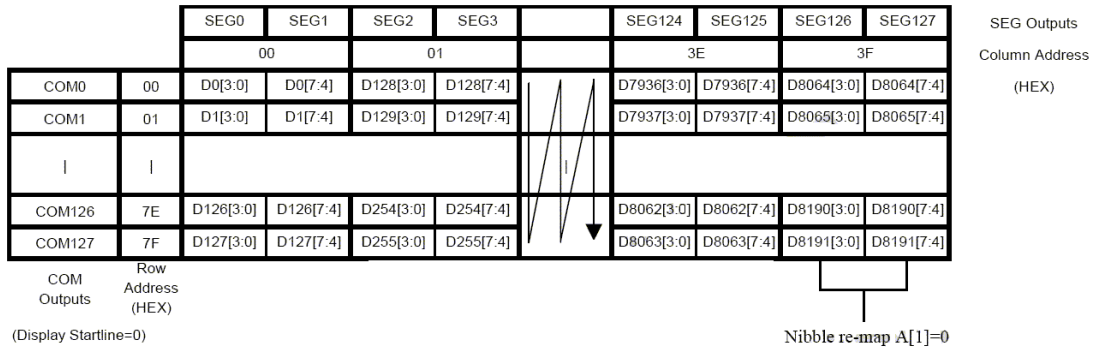 SEG0 SEG1 SEG2 SEG3 SEG124 SEG125 SEG126 SEG127 SEG Outputs
00 01 3E 3F Column Address
COM0 00 D0[3:0] D0[7:4] D128[3:0] D128[7:4] D7936[3:0] D7936[7:4] D8064[3:0] D8064[7:4] (HEX)
COM1 01 D1[3:0] D1[7:4] D129[3:0] D129[7:4] D7937[3:0] D7937[7:4] D8065[3:0] D8065[7:4]
| | |
COM126 7E D126[3:0] D126[7:4] D254[3:0] D254[7:4] D8062[3:0] D8062[7:4] D8190[3:0] D8190[7:4]
COM127 7F D127[3:0] D127[7:4] D255[3:0] D255[7:4] D8063[3:0] D8063[7:4] D8191[3:0] D8191[7:4]
COM
Outputs
Row
Address
(HEX)
(Display Startline=0)
Nibble re-map A[1]=0